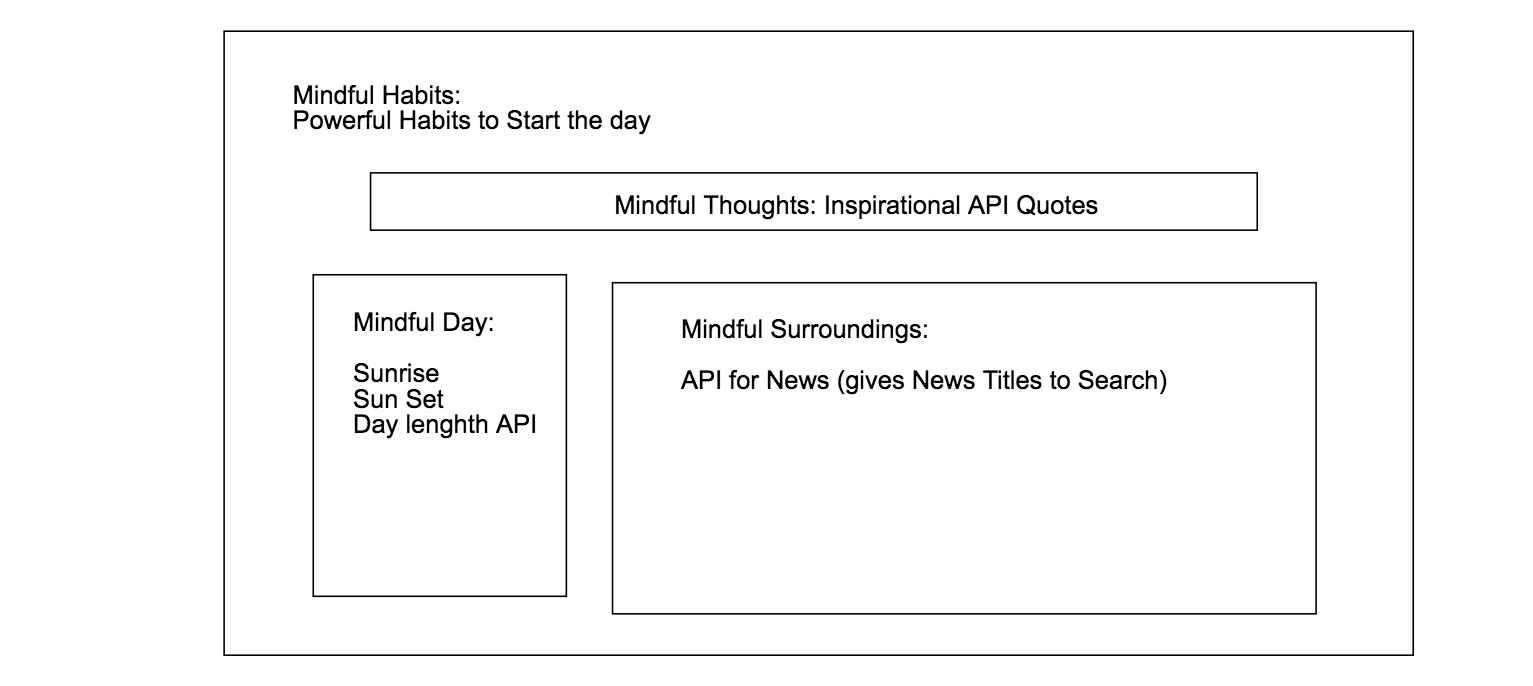 Mindful Habits:
Powerful Habits to Start the day
Mindful Thoughts: Inspirational API Quotes
Mindful Day:
Sunrise
Sun Set
Day lenghth API
Mindful Surroundings:
API for News (gives News Titles to Search)